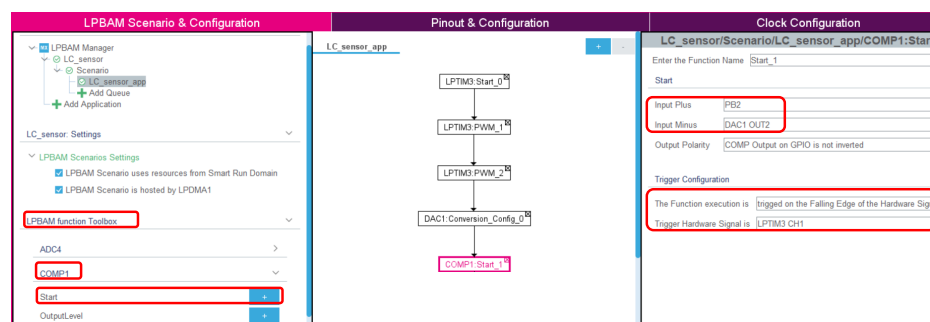 LPBAM Scenario & Configuration
Pinout & Configuration
Clock Configuration
LPBAM Manager
LC_sensor
Scenario
LC_sensor_app
Add Queue
Add Application
LC_sensor: Settings
LPBAM Scenarios Settings
LPBAM Scenario uses resources from Smart Run Domain
LPBAM Scenario is hosted by LPDMA1
LPBAM function Toolbox
ADC4
COMP1
Start +
OutputLevel +
LC_sensor_app + -
LPTIM3:Start_0
LPTIM3:PWM_1
LPTIM3:PWM_2
DAC1:Conversion_Config_0
COMP1:Start_1
LC_sensor/Scenario/LC_sensor_app/COMP1:Star
Enter the Function Name Start_1
Start
Input Plus PB2
Input Minus DAC1 OUT2
Output Polarity COMP Output on GPIO is not inverted
Trigger Configuration
The Function execution is trigged on the Falling Edge of the Hardware Sig
Trigger Hardware Signal is LPTIM3 CH1